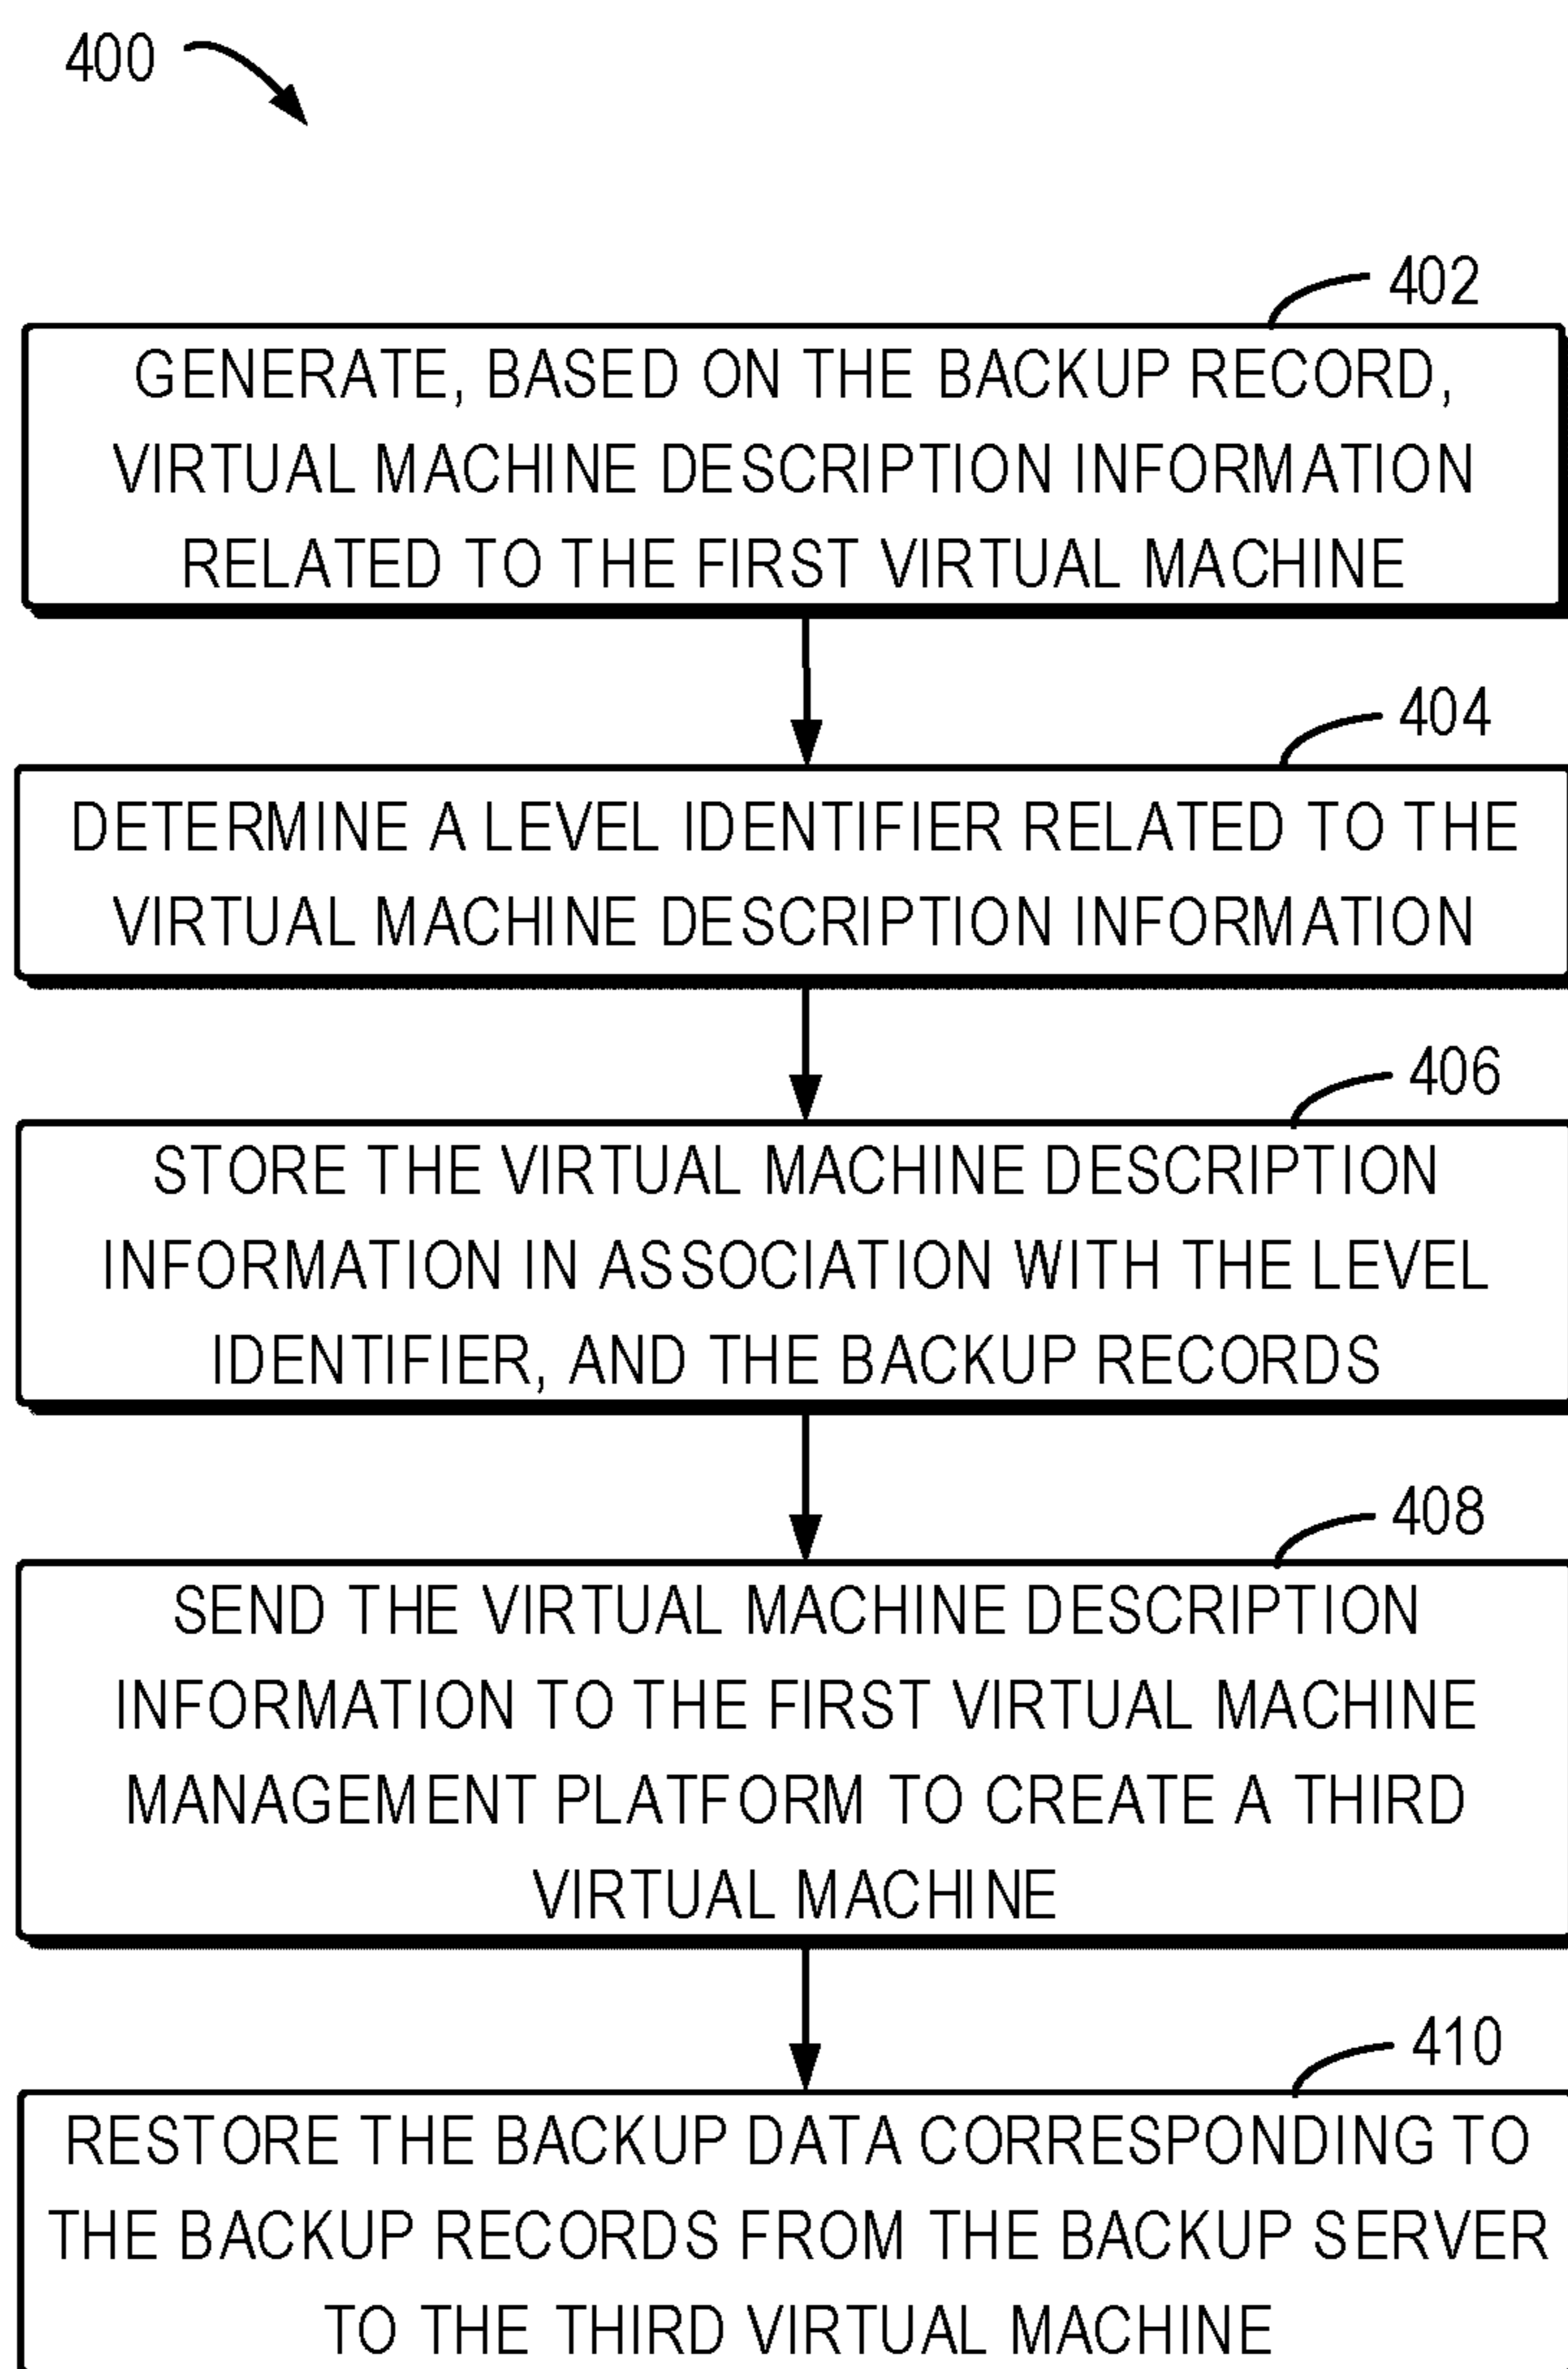 400
402
GENERATE, BASED ON THE BACKUP RECORD,
VIRTUAL MACHINE DESCRIPTION INFORMATION
RELATED TO THE FIRST VIRTUAL MACHINE
404
DETERMINE A LEVEL IDENTIFIER RELATED TO THE
VIRTUAL MACHINE DESCRIPTION INFORMATION
406
STORE THE VIRTUAL MACHINE DESCRIPTION
INFORMATION IN ASSOCIATION WITH THE LEVEL
IDENTIFIER, AND THE BACKUP RECORDS
408
SEND THE VIRTUAL MACHINE DESCRIPTION
INFORMATION TO THE FIRST VIRTUAL MACHINE
MANAGEMENT PLATFORM TO CREATE A THIRD
VIRTUAL MACHINE
410
RESTORE THE BACKUP DATA CORRESPONDING TO
THE BACKUP RECORDS FROM THE BACKUP SERVER
TO THE THIRD VIRTUAL MACHINE